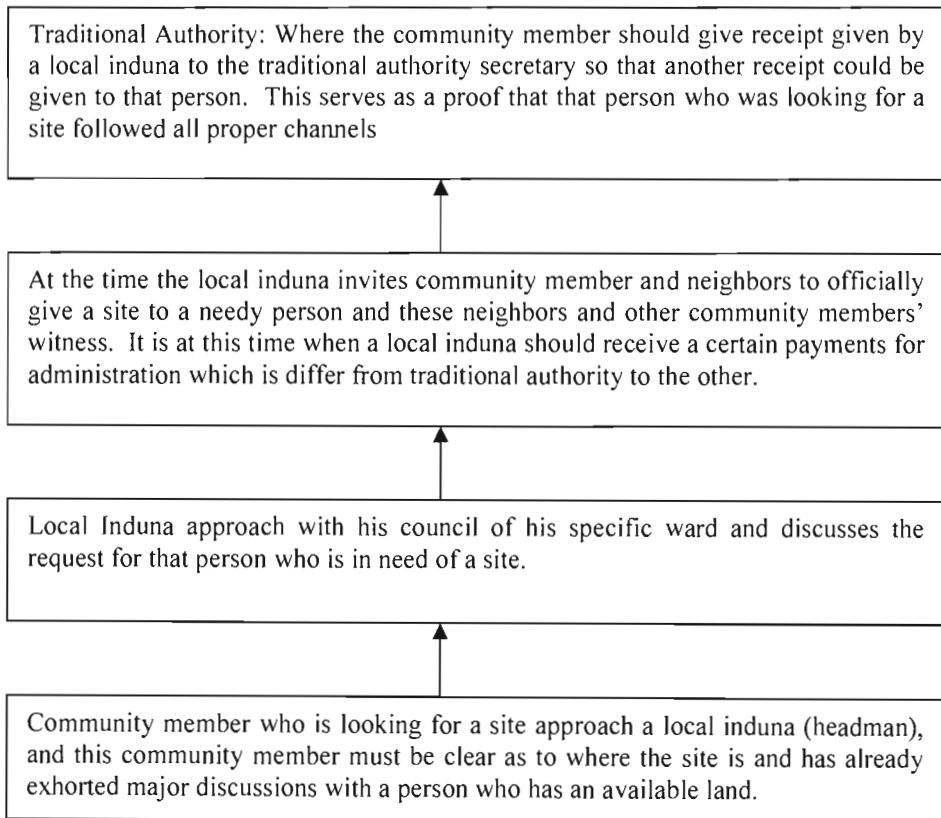 Traditional Authority: Where the community member should give receipt given by
a local induna to the traditional authority secretary so that another receipt could be
given to that person. This serves as a proof that that person who was looking for a
site followed all proper channels
At the time the local induna invites community member and neighbors to officially
give a site to a needy person and these neighbors and other community members'
witness. It is at this time when a local induna should receive a certain payments for
administration which is differ from traditional authority to the other.
Local Induna approach with his council of his specific ward and discusses the
request for that person who is in need of a site.
Community member who is looking for a site approach a local induna (headman),
and this community member must be clear as to where the site is and has already
exhorted major discussions with a person who has an available land.